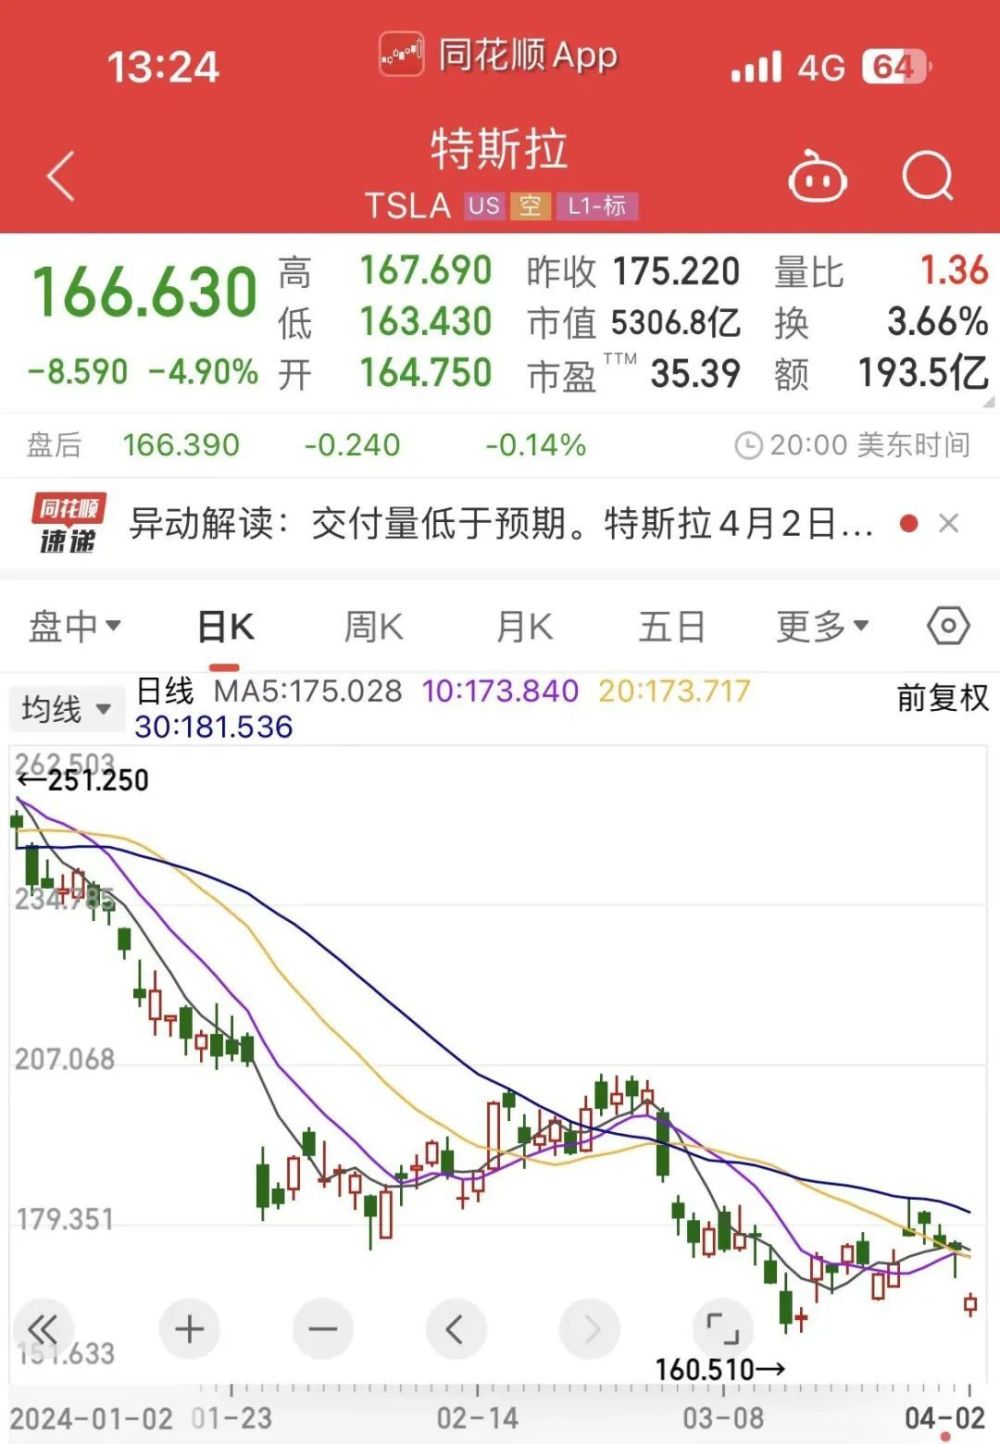 13:24 同花顺App 4G 64
特斯拉
TSLA US 空 L1-标
166.630 高 167.690 昨收 175.220 量比 1.36
低 163.430 市值 5306.8亿 换 3.66%
-8.590 -4.90% 开 164.750 市盈TTM 35.39 额 193.5亿
盘后 166.390 -0.240 -0.14% 20:00 美东时间
同花顺
速递
异动解读：交付量低于预期。特斯拉4月2日...
盘中 日K 周K 月K 五日 更多
均线 日线 MA5:175.028 10:173.840 20:173.717 前复权
30:181.536
262.503
←251.250
234.785
207.068
179.351
151.633
160.510→
2024-01-02 01-23 02-14 03-08 04-02